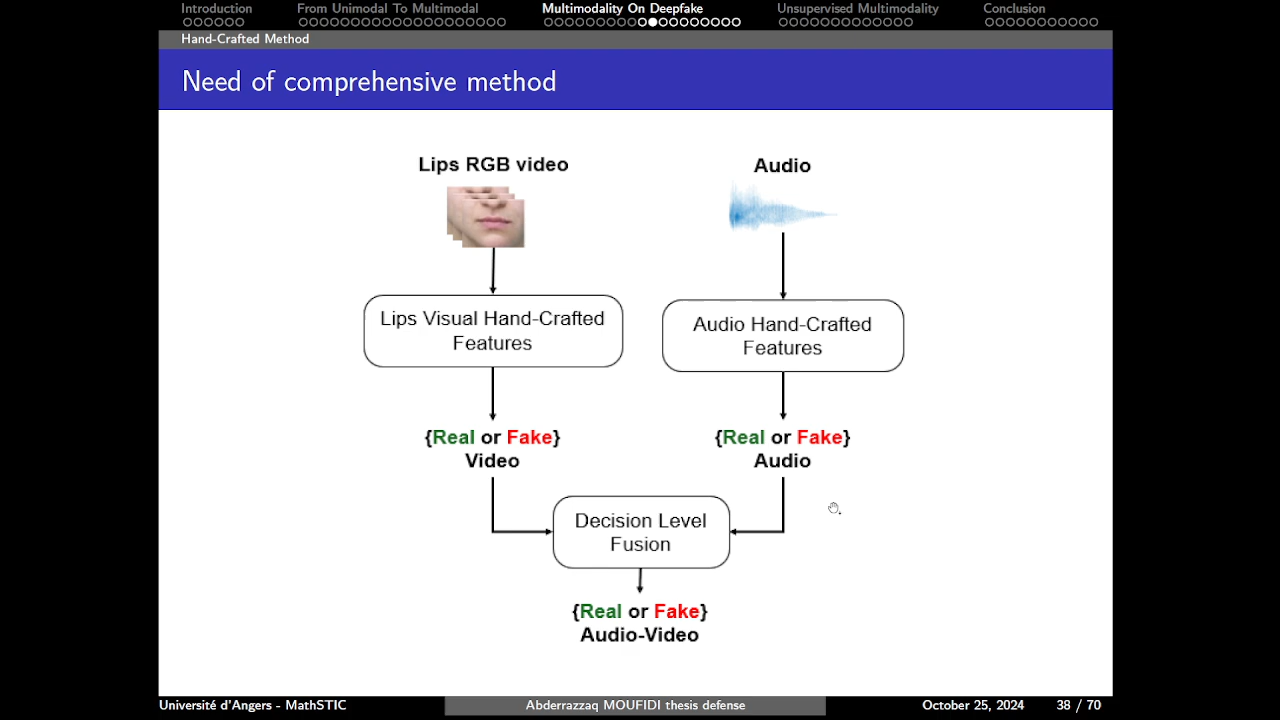 Introduction
From Unimodal To Multimodal
Multimodality On Deepfake
Unsupervised Multimodality
Conclusion
Hand-Crafted Method
Need of comprehensive method
Lips RGB video
Audio
Lips Visual Hand-Crafted
Features
Audio Hand-Crafted
Features
{Real or Fake}
Video
{Real or Fake}
Audio
Decision Level
Fusion
{Real or Fake}
Audio-Video
Université d'Angers - MathSTIC
Abderrazzaq MOUFIDI thesis defense
October 25, 2024
38 / 70